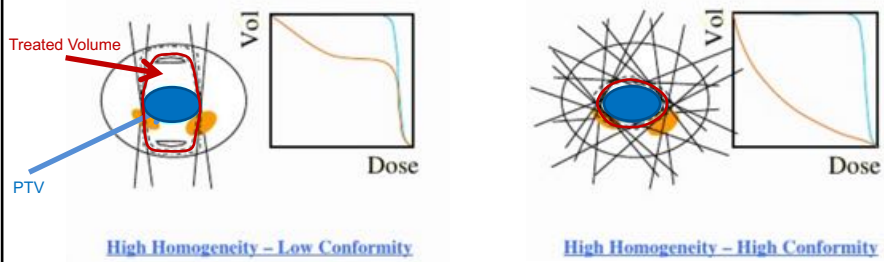 Treated Volume
PTV
Vol
Dose
High Homogeneity – Low Conformity
Vol
Dose
High Homogeneity – High Conformity